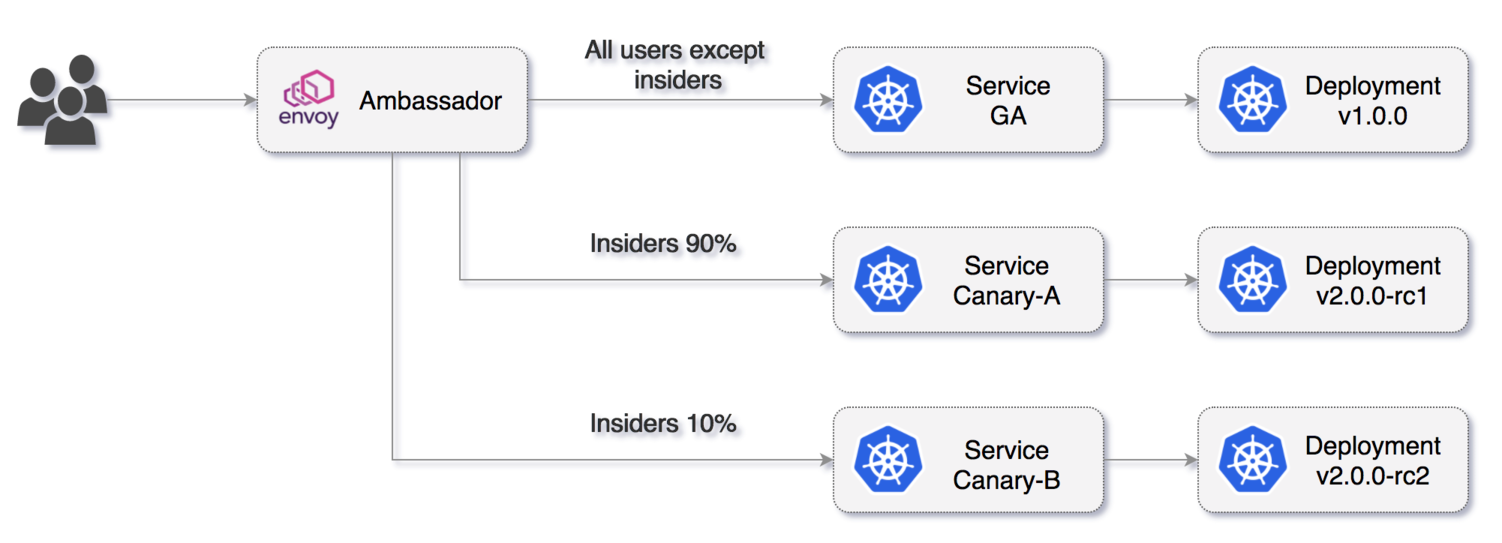 All users except
insiders
envoy
Ambassador
Service
GA
Deployment
v1.0.0
Insiders 90%
Service
Canary-A
Deployment
v2.0.0-rc1
Insiders 10%
Service
Canary-B
Deployment
v2.0.0-rc2